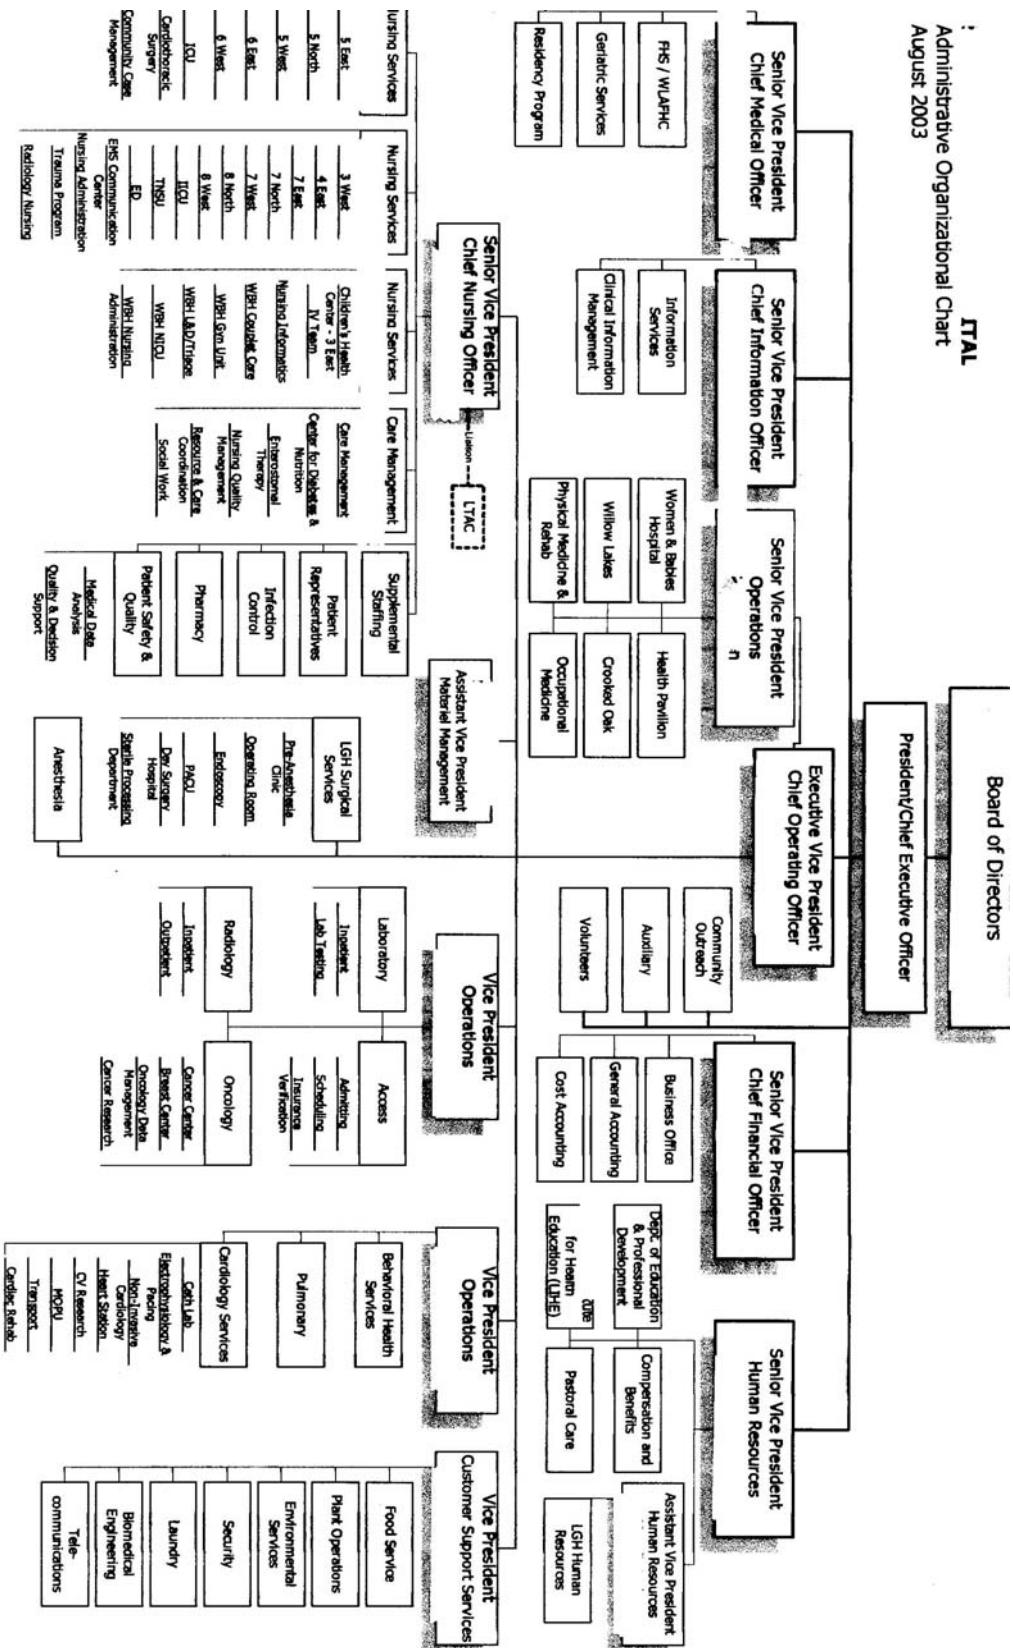 ITAL
Administrative Organizational Chart
August 2003
Board of Directors
President/Chief Executive Officer
Executive Vice President
Chief Operating Officer
Senior Vice President
Chief Medical Officer
FHS / WLAFHC
Geriatric Services
Residency Program
Senior Vice President
Chief Information Officer
Information
Services
Clinical Information
Management
Senior Vice President
Operations
Women & Babies
Hospital
Willow Lakes
Physical Medicine &
Rehab
Health Pavilion
Crooked Oak
Occupational
Medicine
Community
Outreach
Auxiliary
Volunteers
Senior Vice President
Chief Financial Officer
Business Office
General Accounting
Cost Accounting
Senior Vice President
Human Resources
Dept. of Education
& Professional
Development
for Health
Education (LIHE)
Compensation and
Benefits
Pastoral Care
Assistant Vice President
Human Resources
LGH Human
Resources
Senior Vice President
Chief Nursing Officer
Liaison
LTAC
Nursing Services
5 East
5 North
5 West
6 East
6 West
ICU
Cardiothoracic
Surgery
Community Case
Management
Nursing Services
3 West
4 East
7 East
7 North
7 West
8 North
8 West
IICU
TNSU
ED
EMS Communication
Center
Nursing Administration
Trauma Program
Radiology Nursing
Nursing Services
Children's Health
Center - 3 East
IV Team
Nursing Informatics
WBH Couplet Care
WBH Gyn Unit
WBH L&D/Triage
WBH NICU
WBH Nursing
Administration
Care Management
Care Management
Center for Diabetes &
Nutrition
Enterostomal
Therapy
Nursing Quality
Management
Resource & Care
Coordination
Social Work
Supplemental
Staffing
Patient
Representatives
Infection
Control
Pharmacy
Patient Safety &
Quality
Medical Data
Analysis
Quality & Decision
Support
Assistant Vice President
Materiel Management
LGH Surgical
Services
Pre-Anesthesia
Clinic
Operating Room
Endoscopy
PACU
Day Surgery
Hospital
Sterile Processing
Department
Anesthesia
Vice President
Operations
Laboratory
Inpatient
Lab Testing
Radiology
Inpatient
Outpatient
Access
Admitting
Scheduling
Insurance
Verification
Oncology
Cancer Center
Breast Center
Oncology Data
Management
Cancer Research
Vice President
Operations
Behavioral Health
Services
Pulmonary
Cardiology Services
Cath Lab
Electrophysiology &
Pacing
Non-Invasive
Cardiology
Heart Station
CV Research
MOPU
Transport
Cardiac Rehab
Vice President
Customer Support Services
Food Service
Plant Operations
Environmental
Services
Security
Laundry
Biomedical
Engineering
Tele-
communications